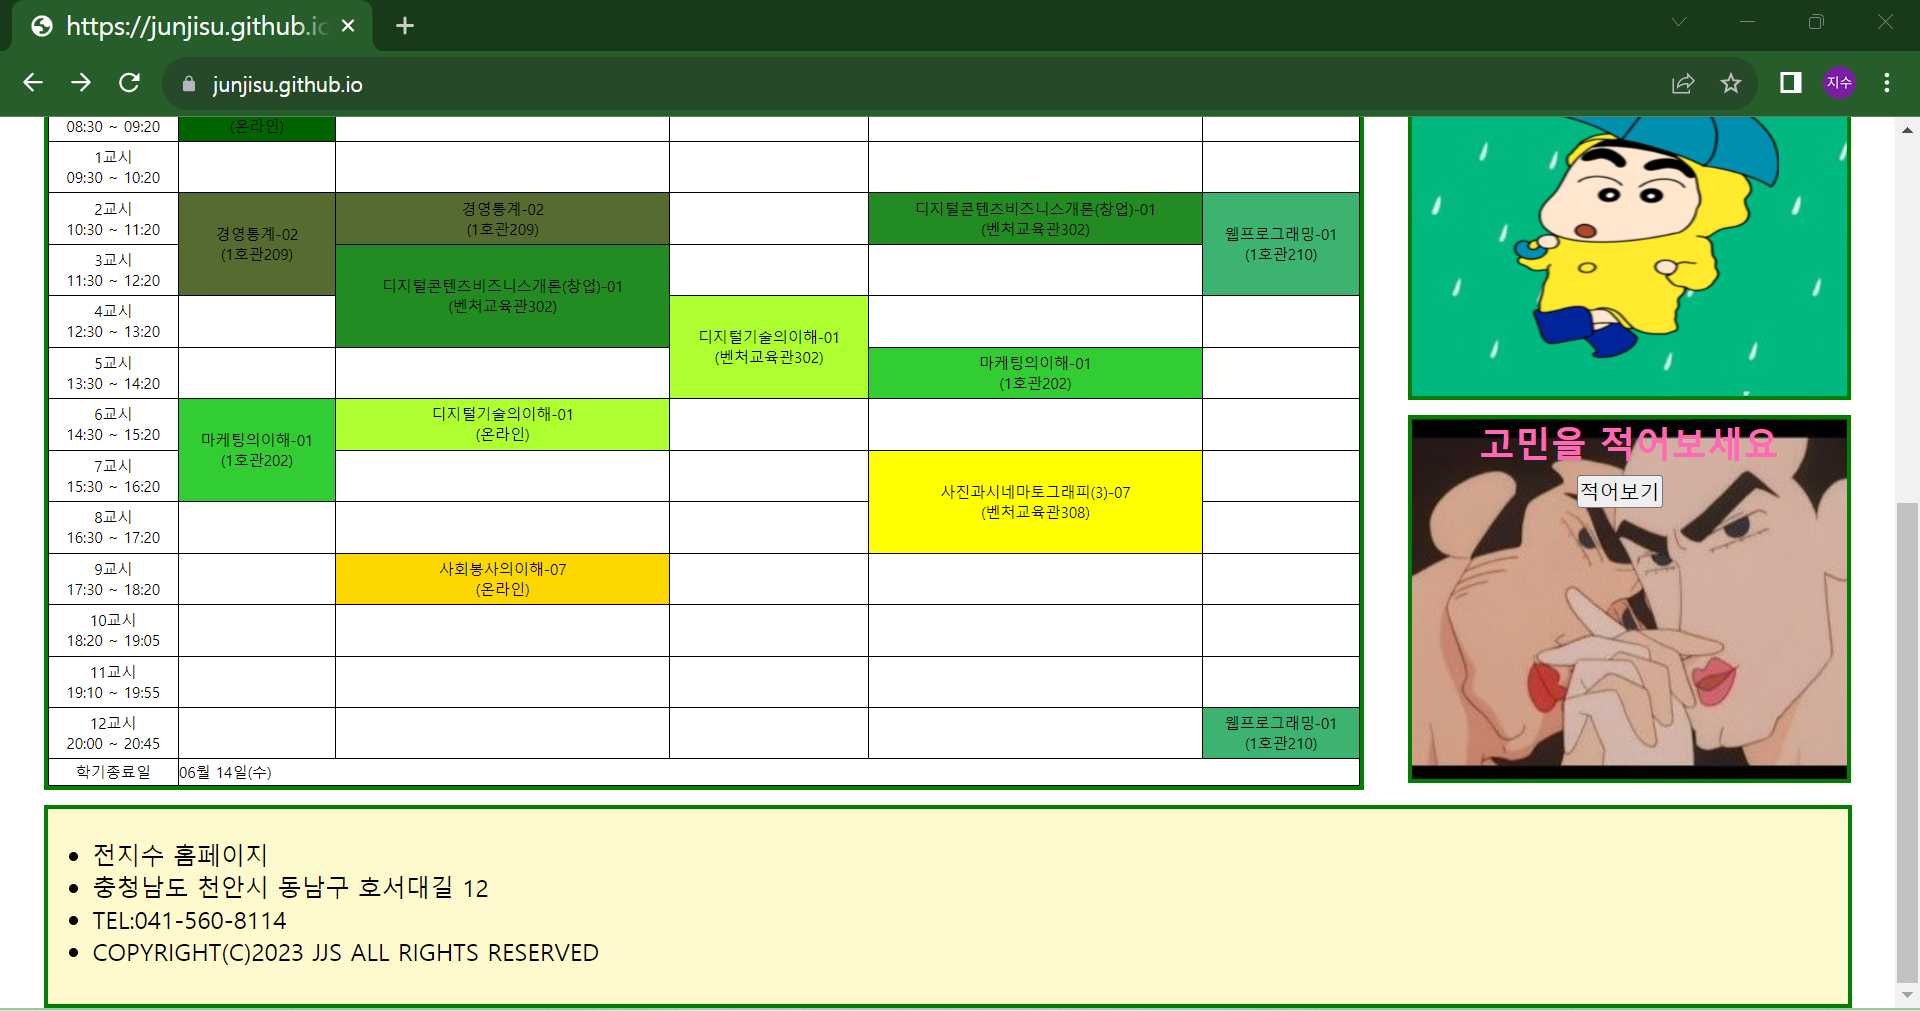 https://junjisu.github.io
junjisu.github.io
지수
08:30 ~ 09:20
(온라인)
1교시
09:30 ~ 10:20
2교시
10:30 ~ 11:20
경영통계-02
(1호관209)
경영통계-02
(1호관209)
디지털콘텐츠비즈니스개론(창업)-01
(벤처교육관302)
웹프로그래밍-01
(1호관210)
3교시
11:30 ~ 12:20
디지털콘텐츠비즈니스개론(창업)-01
(벤처교육관302)
4교시
12:30 ~ 13:20
디지털기술의이해-01
(벤처교육관302)
5교시
13:30 ~ 14:20
마케팅의이해-01
(1호관202)
6교시
14:30 ~ 15:20
마케팅의이해-01
(1호관202)
디지털기술의이해-01
(온라인)
7교시
15:30 ~ 16:20
사진과시네마토그래피(3)-07
(벤처교육관308)
8교시
16:30 ~ 17:20
9교시
17:30 ~ 18:20
사회봉사의이해-07
(온라인)
10교시
18:20 ~ 19:05
11교시
19:10 ~ 19:55
12교시
20:00 ~ 20:45
웹프로그래밍-01
(1호관210)
학기종료일
06월 14일(수)
고민을 적어보세요
적어보기
전지수 홈페이지
충청남도 천안시 동남구 호서대길 12
TEL:041-560-8114
COPYRIGHT(C)2023 JJS ALL RIGHTS RESERVED